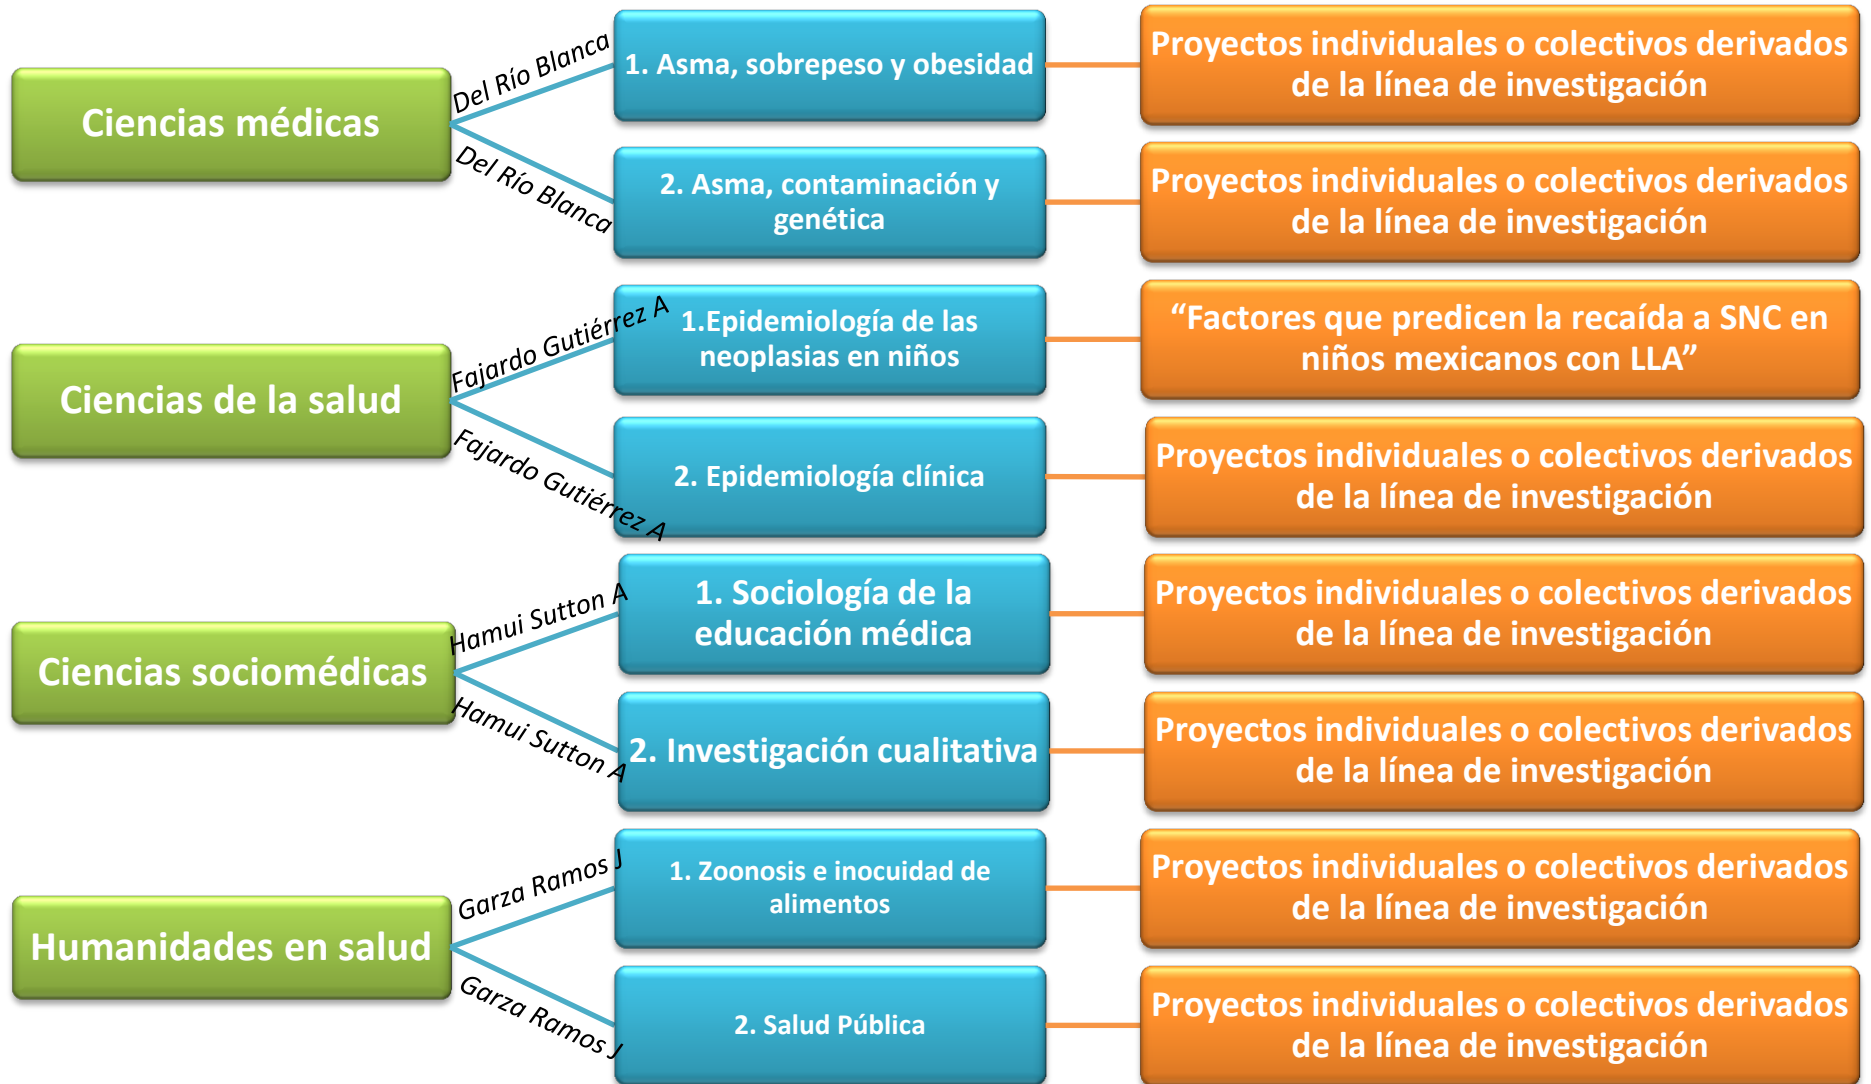 Ciencias médicas
Del Río Blanca
1. Asma, sobrepeso y obesidad
Proyectos individuales o colectivos derivados
de la línea de investigación
Del Río Blanca
2. Asma, contaminación y
genética
Proyectos individuales o colectivos derivados
de la línea de investigación
Ciencias de la salud
Fajardo Gutiérrez A
1.Epidemiología de las
neoplasias en niños
“Factores que predicen la recaída a SNC en
niños mexicanos con LLA”
Fajardo Gutiérrez A
2. Epidemiología clínica
Proyectos individuales o colectivos derivados
de la línea de investigación
Ciencias sociomédicas
Hamui Sutton A
1. Sociología de la
educación médica
Proyectos individuales o colectivos derivados
de la línea de investigación
Hamui Sutton A
2. Investigación cualitativa
Proyectos individuales o colectivos derivados
de la línea de investigación
Humanidades en salud
Garza Ramos J
1. Zoonosis e inocuidad de
alimentos
Proyectos individuales o colectivos derivados
de la línea de investigación
Garza Ramos J
2. Salud Pública
Proyectos individuales o colectivos derivados
de la línea de investigación